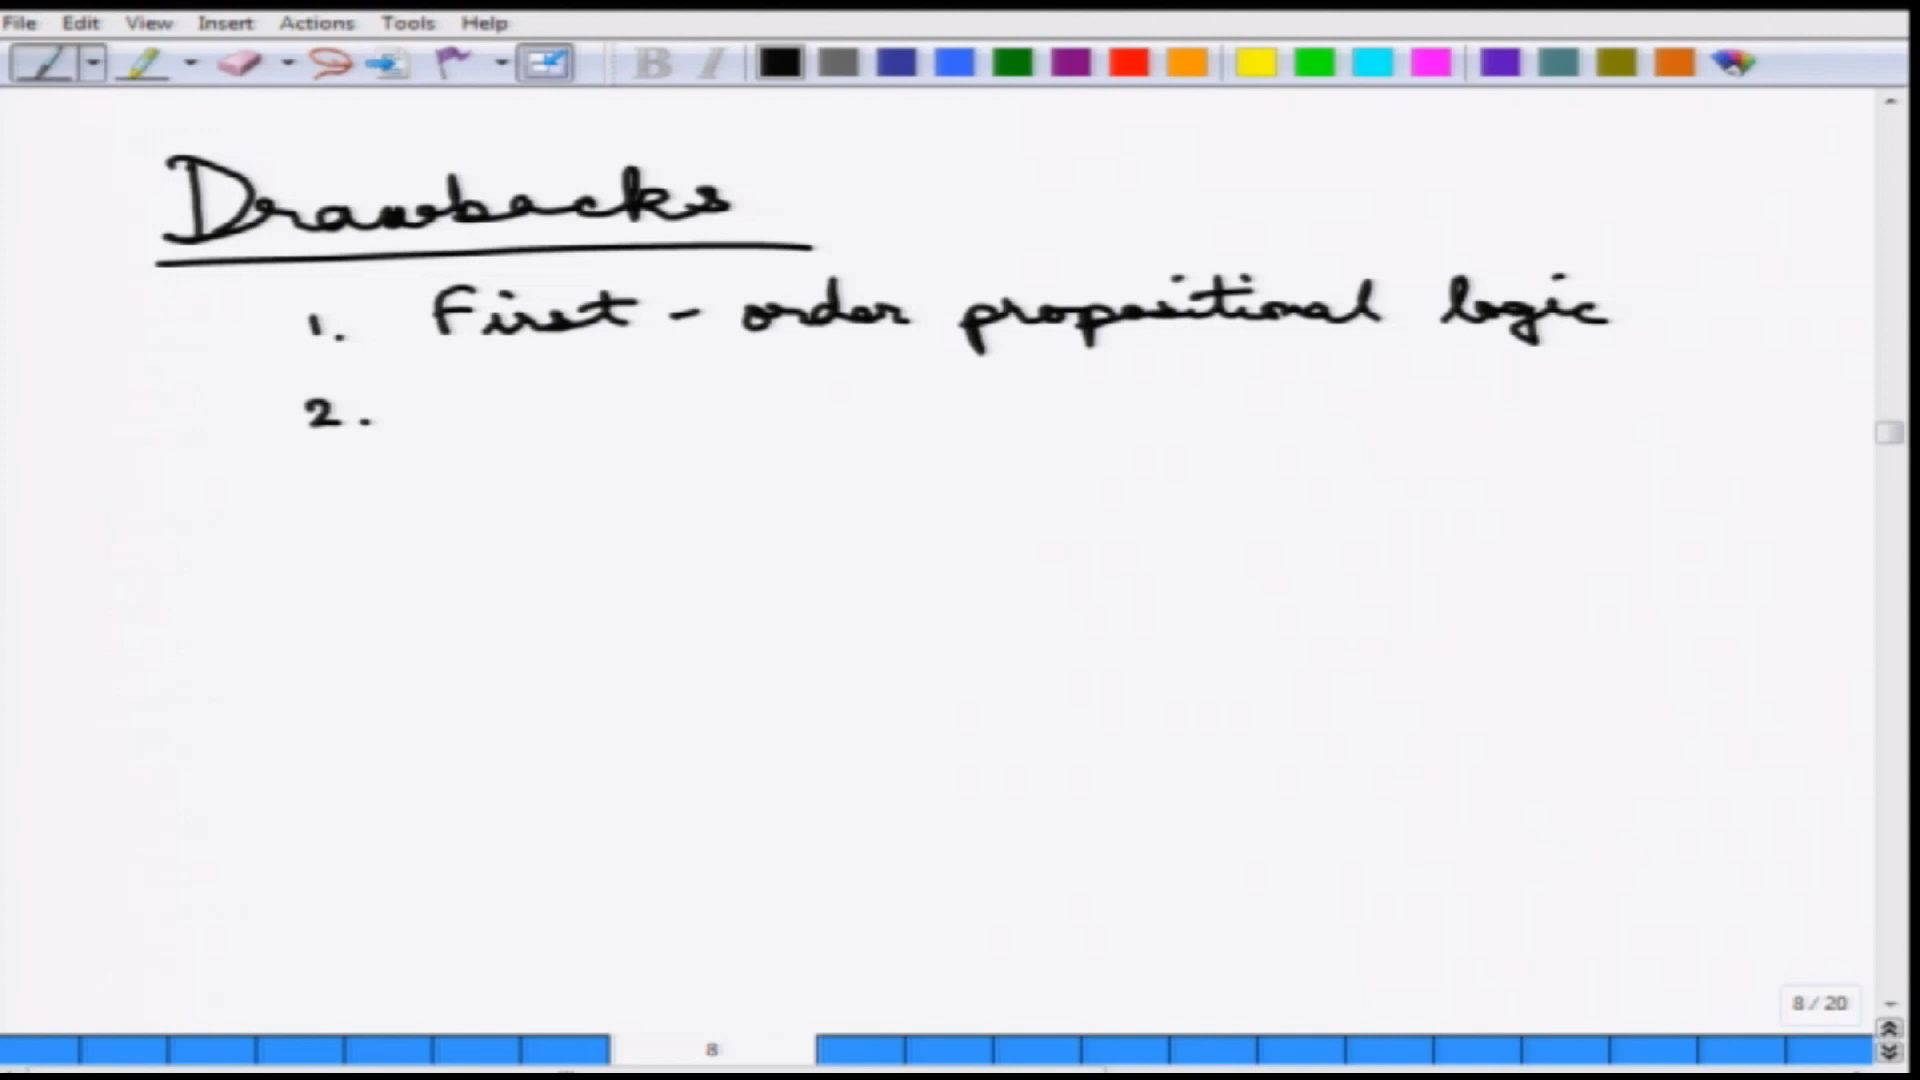 File Edit View Insert Actions Tools Help
B I
Drawbacks
1. First - order propositional logic
2.
8 / 20
8